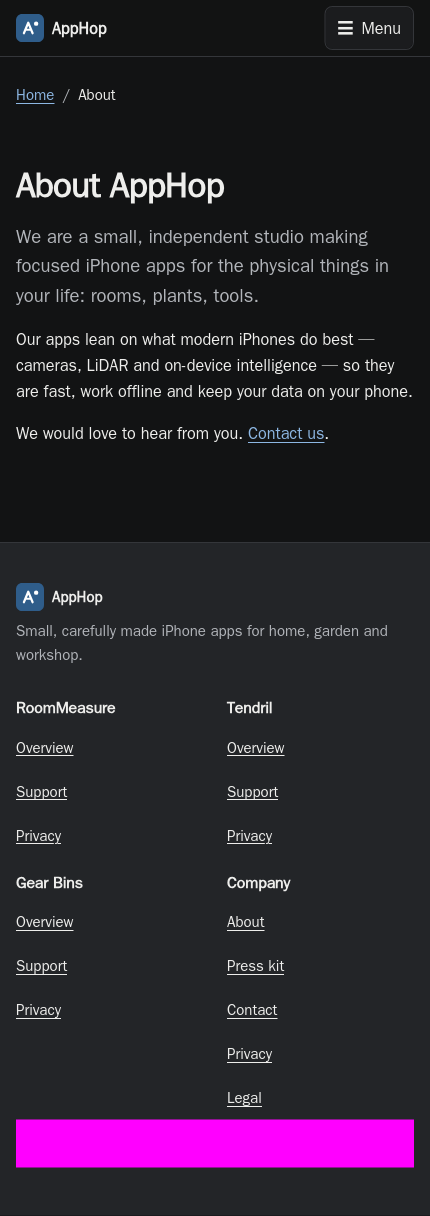 AppHop
☰ Menu
Home / About
About AppHop
We are a small, independent studio making
focused iPhone apps for the physical things in
your life: rooms, plants, tools.
Our apps lean on what modern iPhones do best —
cameras, LiDAR and on-device intelligence — so they
are fast, work offline and keep your data on your phone.
We would love to hear from you. Contact us.
AppHop
Small, carefully made iPhone apps for home, garden and
workshop.
RoomMeasure
Overview
Support
Privacy
Tendril
Overview
Support
Privacy
Gear Bins
Overview
Support
Privacy
Company
About
Press kit
Contact
Privacy
Legal